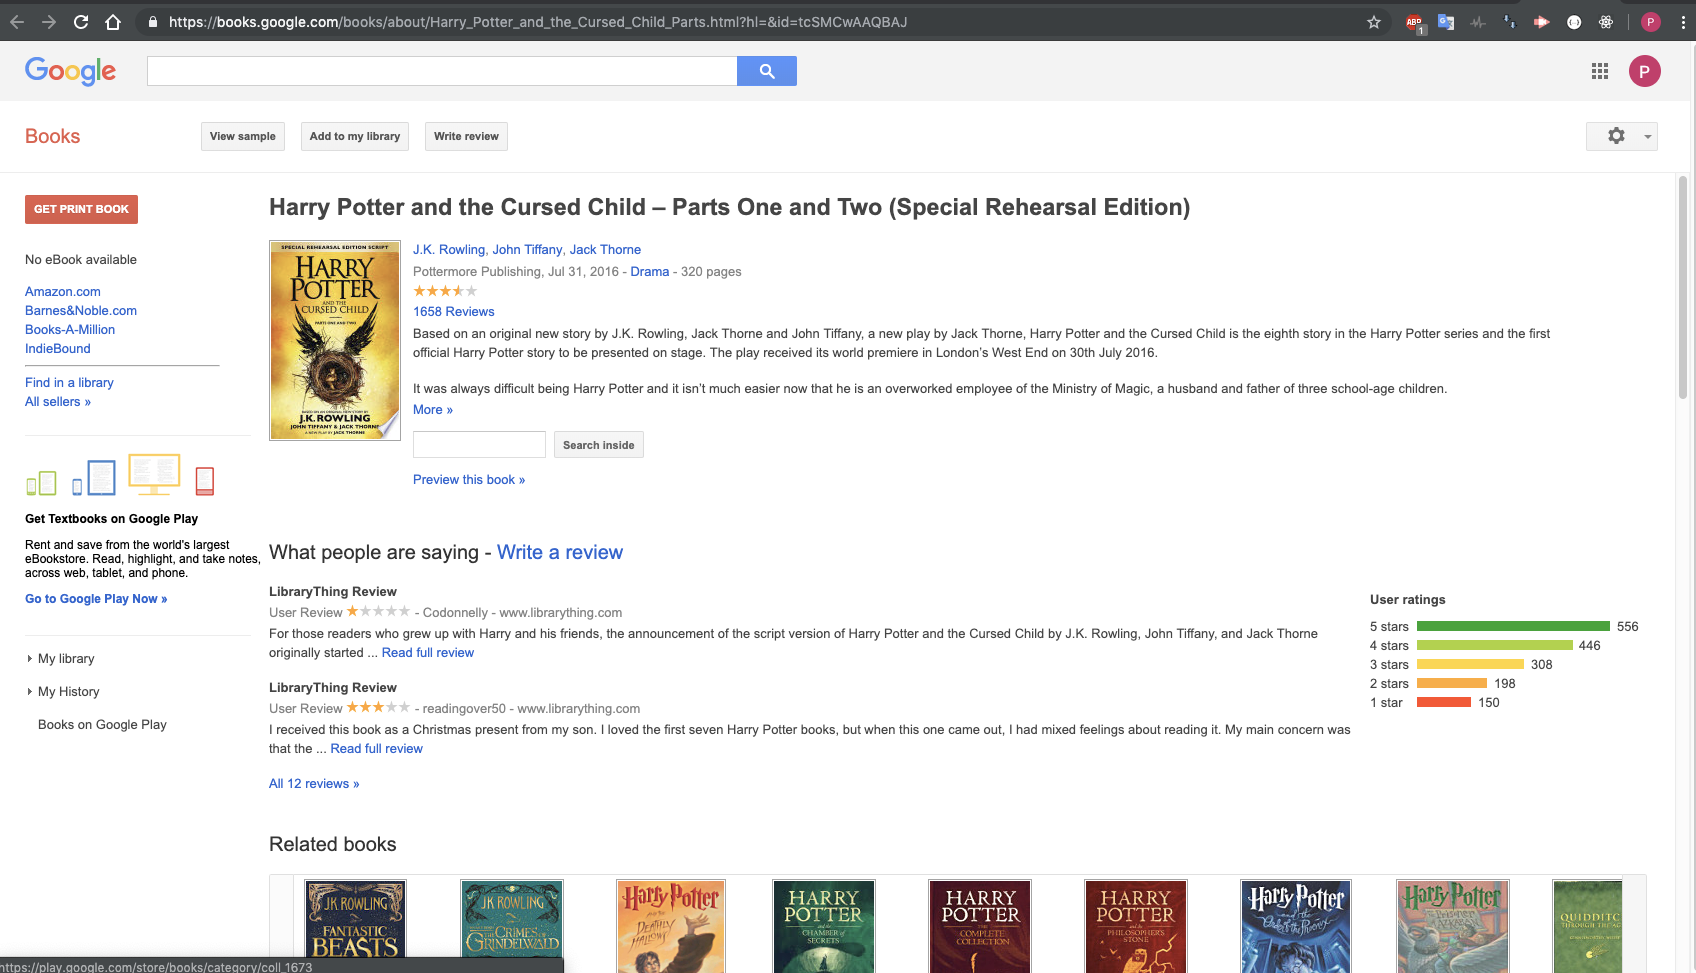 https://books.google.com/books/about/Harry_Potter_and_the_Cursed_Child_Parts.html?hl=&id=tcSMCwAAQBAJ
ABP
1
P
Google
P
Books
View sample
Add to my library
Write review
GET PRINT BOOK
No eBook available
Amazon.com
Barnes&Noble.com
Books-A-Million
IndieBound
Find in a library
All sellers »
Get Textbooks on Google Play
Rent and save from the world's largest
eBookstore. Read, highlight, and take notes,
across web, tablet, and phone.
Go to Google Play Now »
My library
My History
Books on Google Play
Harry Potter and the Cursed Child – Parts One and Two (Special Rehearsal Edition)
SPECIAL REHEARSAL EDITION SCRIPT
HARRY
POTTER
AND THE
CURSED CHILD
PARTS ONE AND TWO
BASED ON AN ORIGINAL NEW STORY BY
J.K. ROWLING
JOHN TIFFANY & JACK THORNE
A NEW PLAY BY JACK THORNE
J.K. Rowling, John Tiffany, Jack Thorne
Pottermore Publishing, Jul 31, 2016 - Drama - 320 pages
1658 Reviews
Based on an original new story by J.K. Rowling, Jack Thorne and John Tiffany, a new play by Jack Thorne, Harry Potter and the Cursed Child is the eighth story in the Harry Potter series and the first
official Harry Potter story to be presented on stage. The play received its world premiere in London’s West End on 30th July 2016.
It was always difficult being Harry Potter and it isn’t much easier now that he is an overworked employee of the Ministry of Magic, a husband and father of three school-age children.
More »
Search inside
Preview this book »
What people are saying - Write a review
LibraryThing Review
User Review - Codonnelly - www.librarything.com
For those readers who grew up with Harry and his friends, the announcement of the script version of Harry Potter and the Cursed Child by J.K. Rowling, John Tiffany, and Jack Thorne
originally started ... Read full review
LibraryThing Review
User Review - readingover50 - www.librarything.com
I received this book as a Christmas present from my son. I loved the first seven Harry Potter books, but when this one came out, I had mixed feelings about reading it. My main concern was
that the ... Read full review
All 12 reviews »
User ratings
5 stars 556
4 stars 446
3 stars 308
2 stars 198
1 star 150
Related books
JK ROWLING
FANTASTIC
BEASTS
JK ROWLING
THE CRIMES OF
GRINDELWALD
Harry Potter
AND THE
DEATHLY
HALLOWS
HARRY
POTTER
and the
CHAMBER of
SECRETS
HARRY
POTTER
THE
COMPLETE
COLLECTION
HARRY
POTTER
and the
PHILOSOPHER'S
STONE
Harry Potter
and the
Order of the Phoenix
Harry Potter
QUIDDITC
THROUGH THE AG
https://play.google.com/store/books/category/coll_1673